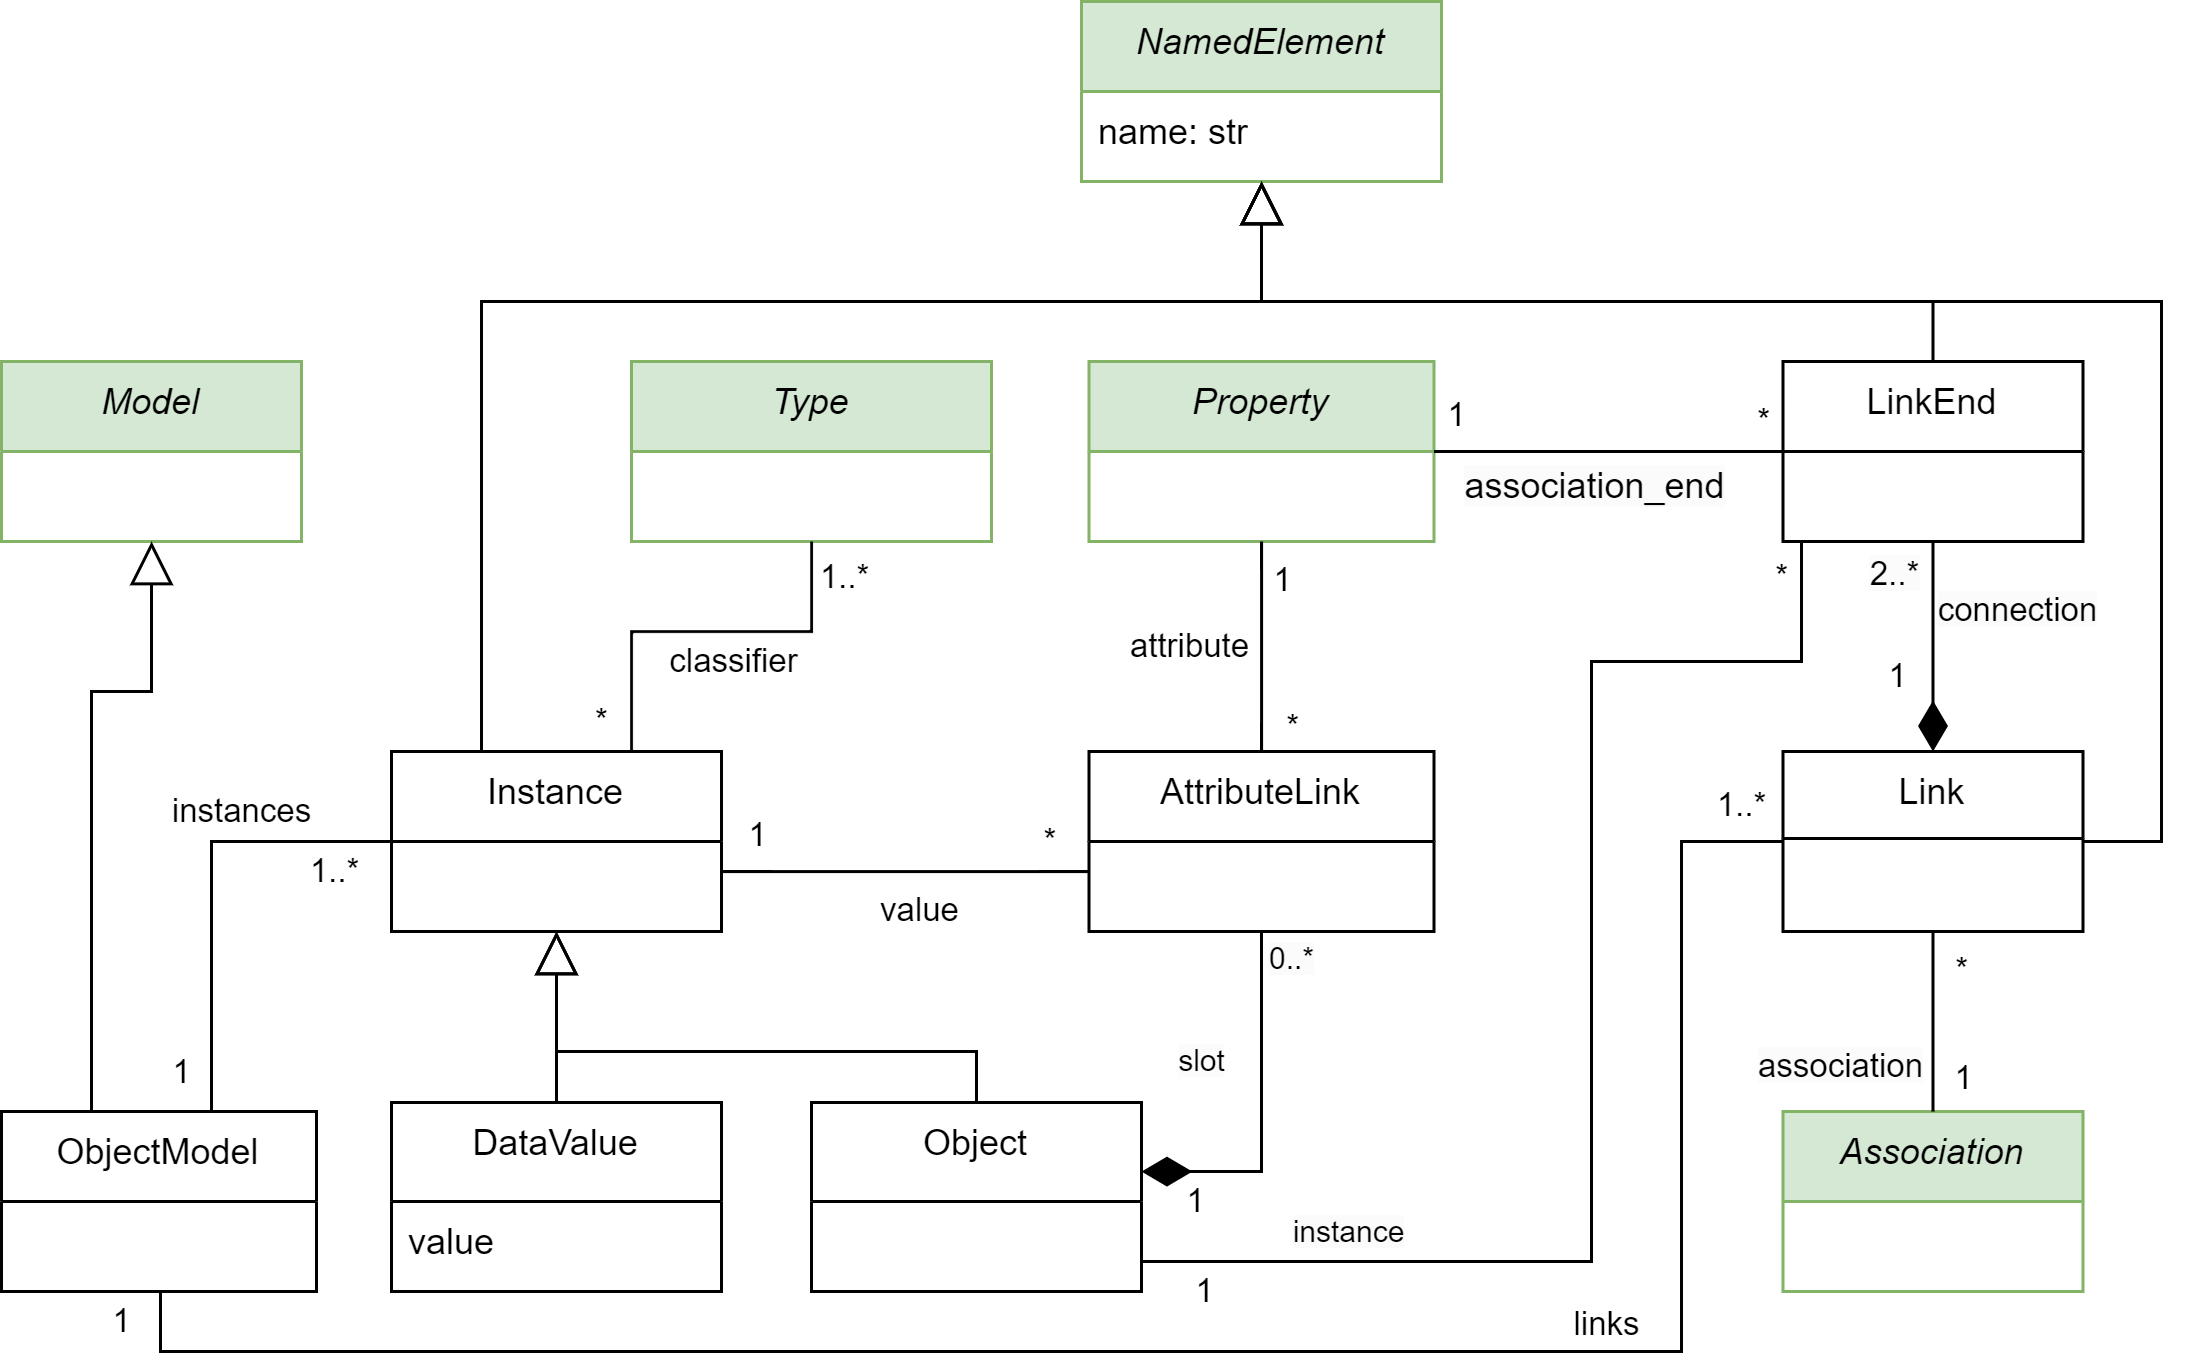 NamedElement
name: str
Model
Type
Property
1
*
association_end
LinkEnd
1..*
classifier
*
1
attribute
*
*
2..*
connection
1
instances
1..*
1
Instance
1
*
value
AttributeLink
1..*
Link
0..*
slot
1
*
association
1
ObjectModel
1
DataValue
value
Object
instance
1
links
Association